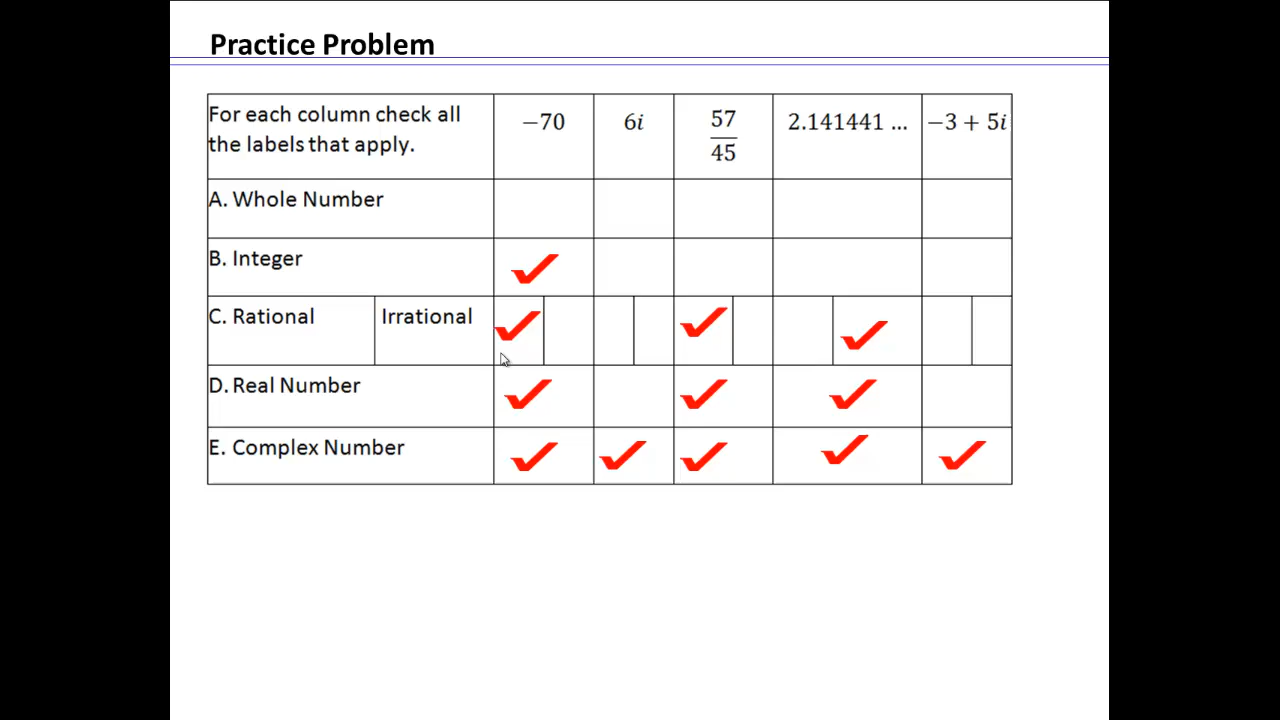 Practice Problem
For each column check all
the labels that apply.
−70
6i
57
45
2.141441 ...
−3 + 5i
A. Whole Number
B. Integer
C. Rational
Irrational
D. Real Number
E. Complex Number